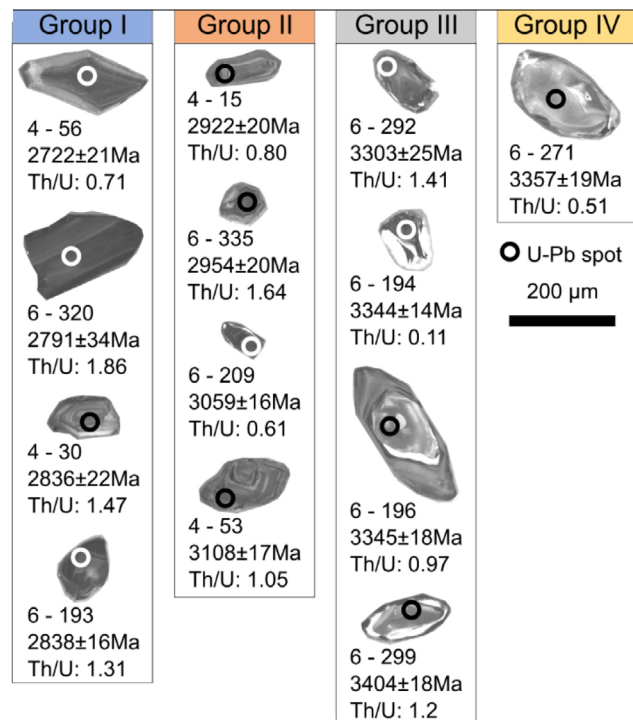 Group I
4 - 56
2722±21Ma
Th/U: 0.71
6 - 320
2791±34Ma
Th/U: 1.86
4 - 30
2836±22Ma
Th/U: 1.47
6 - 193
2838±16Ma
Th/U: 1.31
Group II
4 - 15
2922±20Ma
Th/U: 0.80
6 - 335
2954±20Ma
Th/U: 1.64
6 - 209
3059±16Ma
Th/U: 0.61
4 - 53
3108±17Ma
Th/U: 1.05
Group III
6 - 292
3303±25Ma
Th/U: 1.41
6 - 194
3344±14Ma
Th/U: 0.11
6 - 196
3345±18Ma
Th/U: 0.97
6 - 299
3404±18Ma
Th/U: 1.2
Group IV
6 - 271
3357±19Ma
Th/U: 0.51
U-Pb spot
200 µm